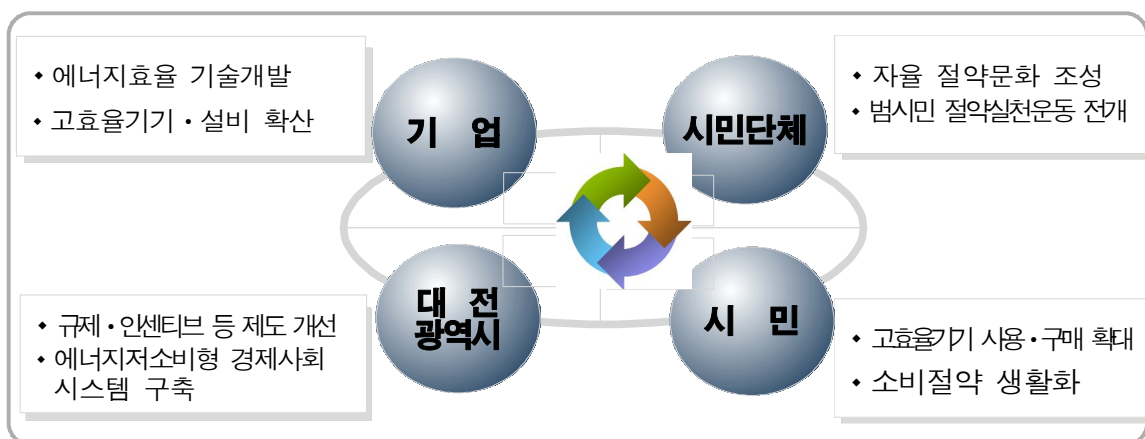 ◆ 에너지효율 기술개발
◆ 고효율기기·설비 확산
기 업
시민단체
◆ 자율 절약문화 조성
◆ 범시민 절약실천운동 전개
◆ 규제·인센티브 등 제도 개선
◆ 에너지저소비형 경제사회
시스템 구축
대 전
광역시
시 민
◆ 고효율기기 사용·구매 확대
◆ 소비절약 생활화